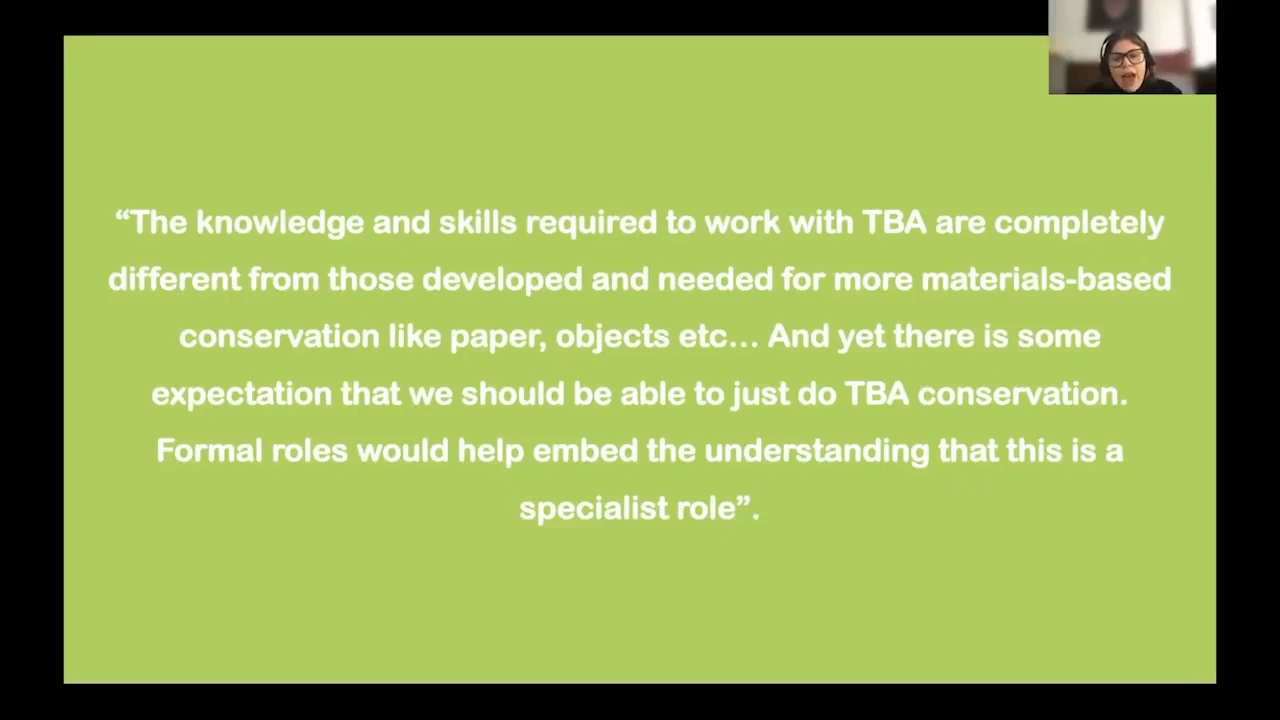 “The knowledge and skills required to work with TBA are completely
different from those developed and needed for more materials-based
conservation like paper, objects etc… And yet there is some
expectation that we should be able to just do TBA conservation.
Formal roles would help embed the understanding that this is a
specialist role”.